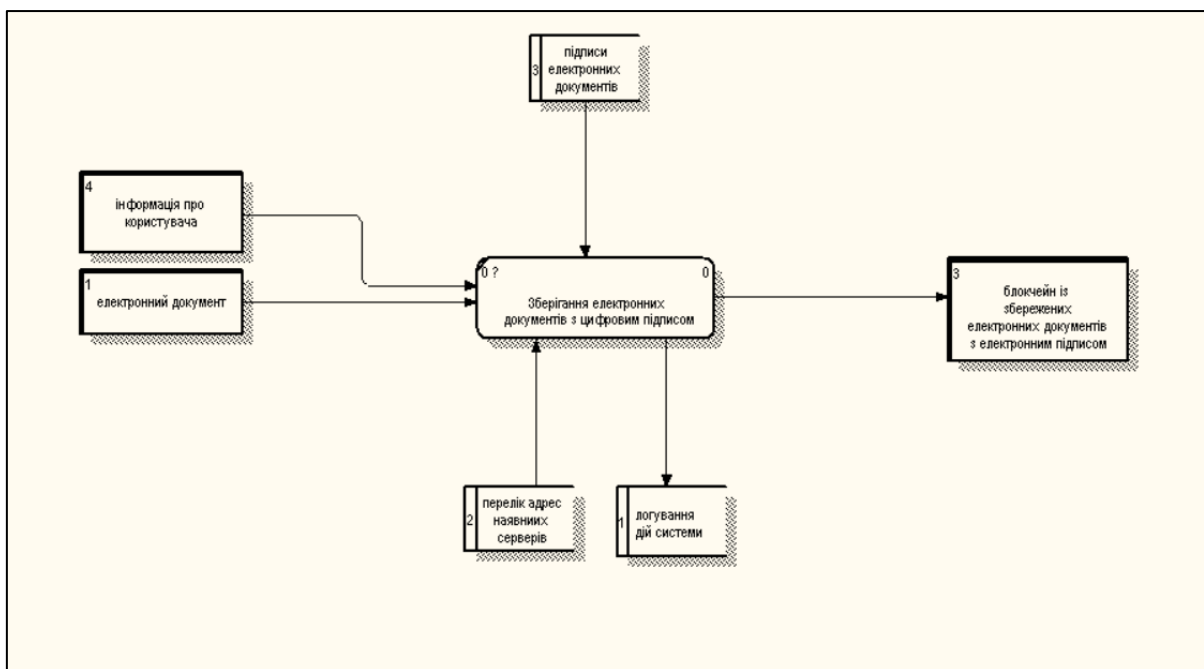 3
підписи
електронних
документів
4
інформація про
користувача
1
електронний документ
0 ?
0
Зберігання електронних
документів з цифровим підписом
3
блокчейн із
збережених
електронних документів
з електронним підписом
2
перелік адрес
наявниих
серверів
1
логування
дій системи